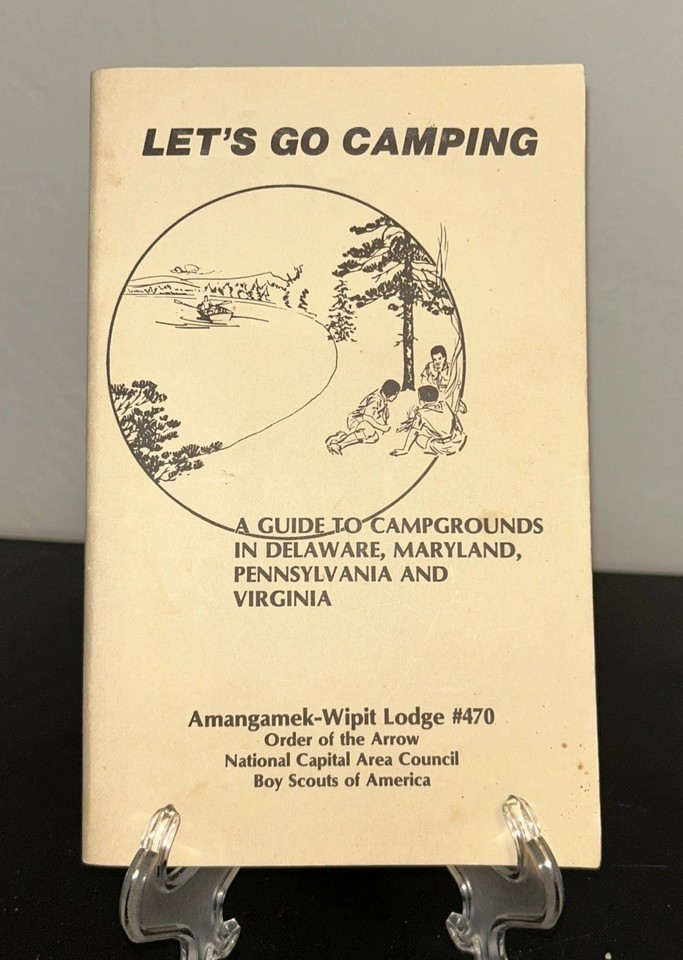 LET'S GO CAMPING
A GUIDE TO CAMPGROUNDS
IN DELAWARE, MARYLAND,
PENNSYLVANIA AND
VIRGINIA
Amangamek-Wipit Lodge #470
Order of the Arrow
National Capital Area Council
Boy Scouts of America